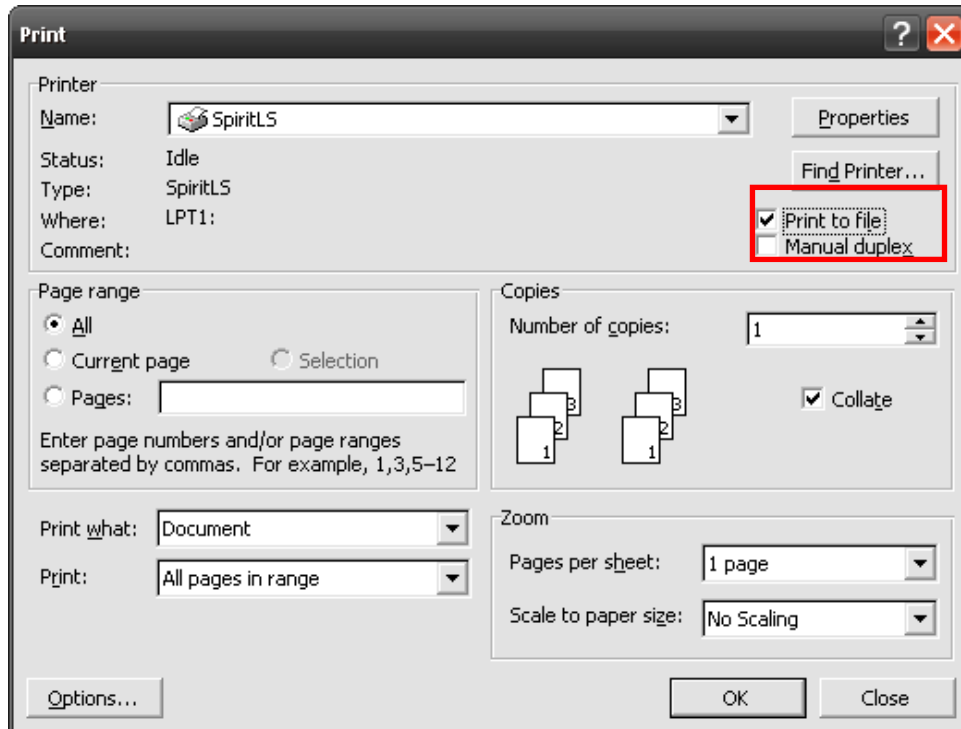 Print
Printer
Name: SpiritLS Properties
Status: Idle
Find Printer...
Type: SpiritLS
Where: LPT1:
Print to file
Comment:
Manual duplex
Page range
All
Current page Selection
Pages:
Enter page numbers and/or page ranges
separated by commas. For example, 1,3,5–12
Copies
Number of copies: 1
3 3
2 2
1 1
Collate
Print what: Document
Print: All pages in range
Zoom
Pages per sheet: 1 page
Scale to paper size: No Scaling
Options... OK Close